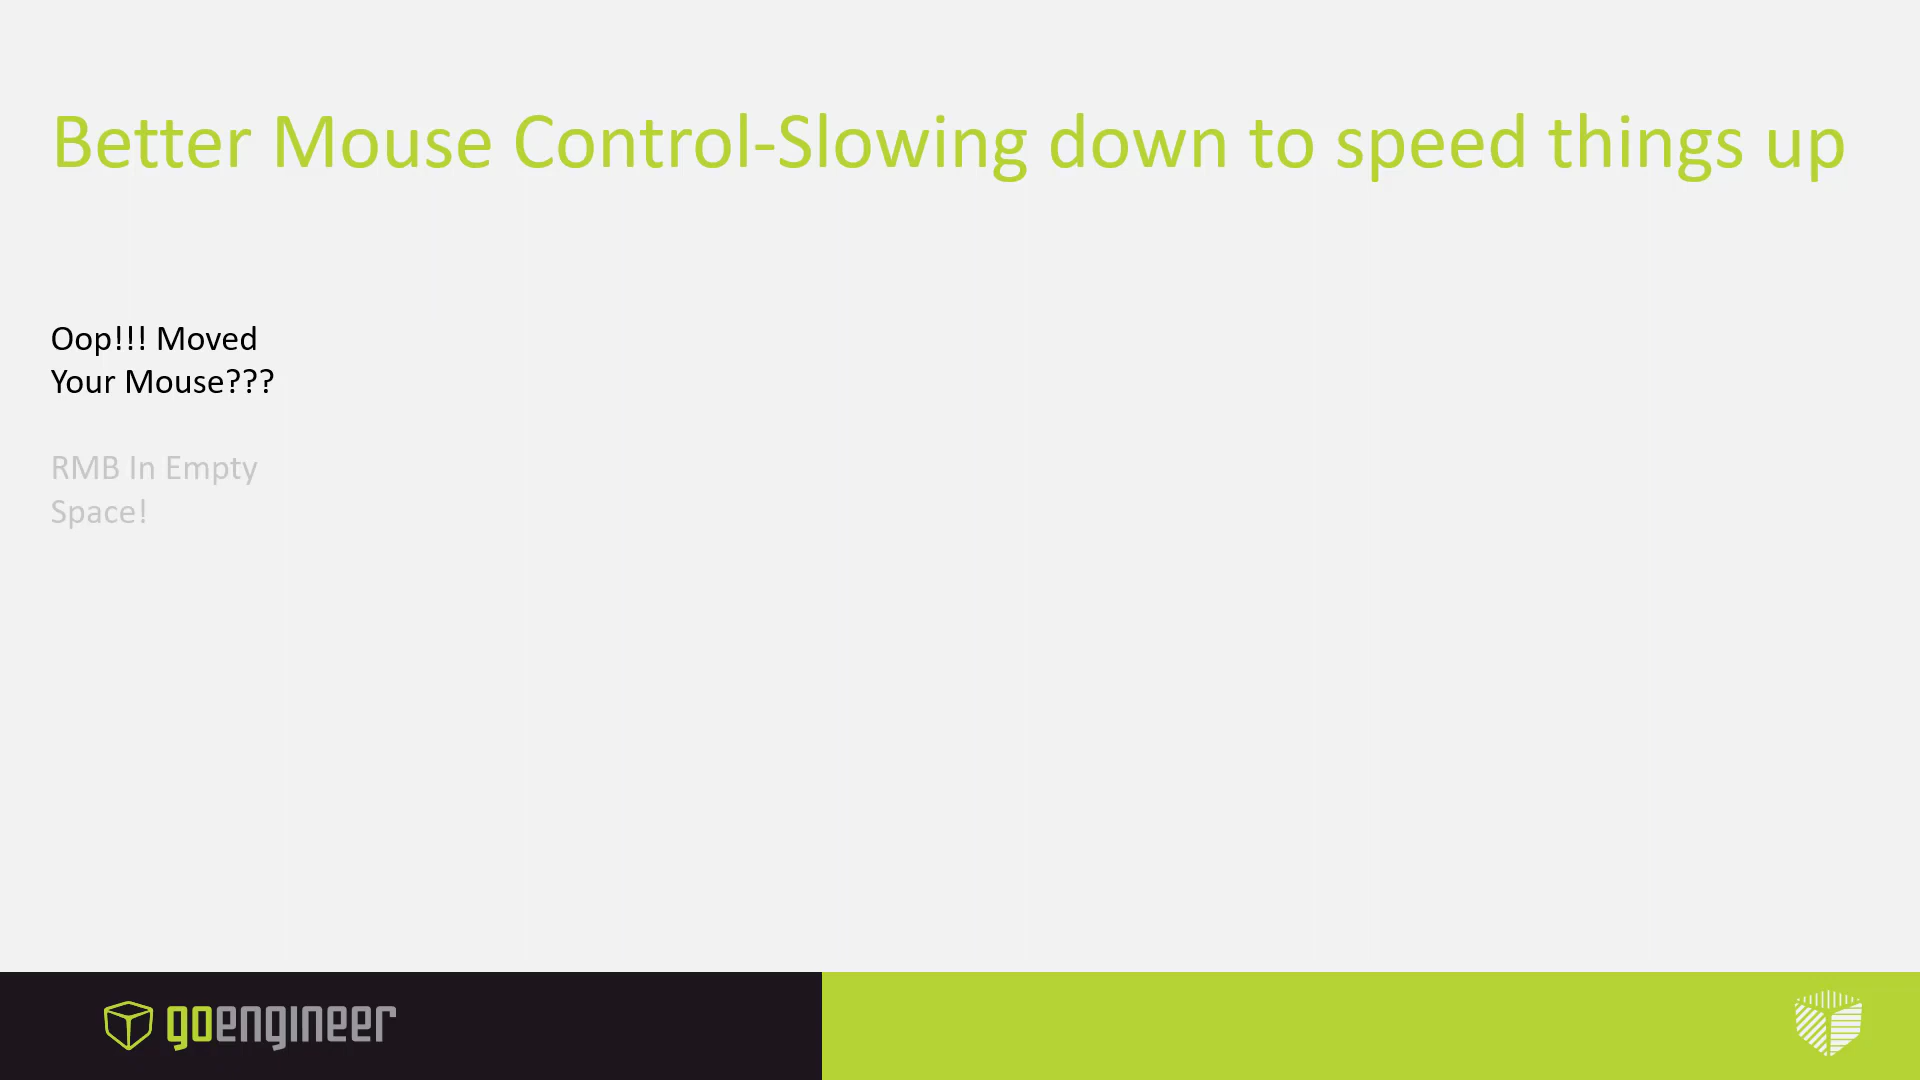 Better Mouse Control-Slowing down to speed things up
Oop!!! Moved
Your Mouse???
RMB In Empty
Space!
goengineer